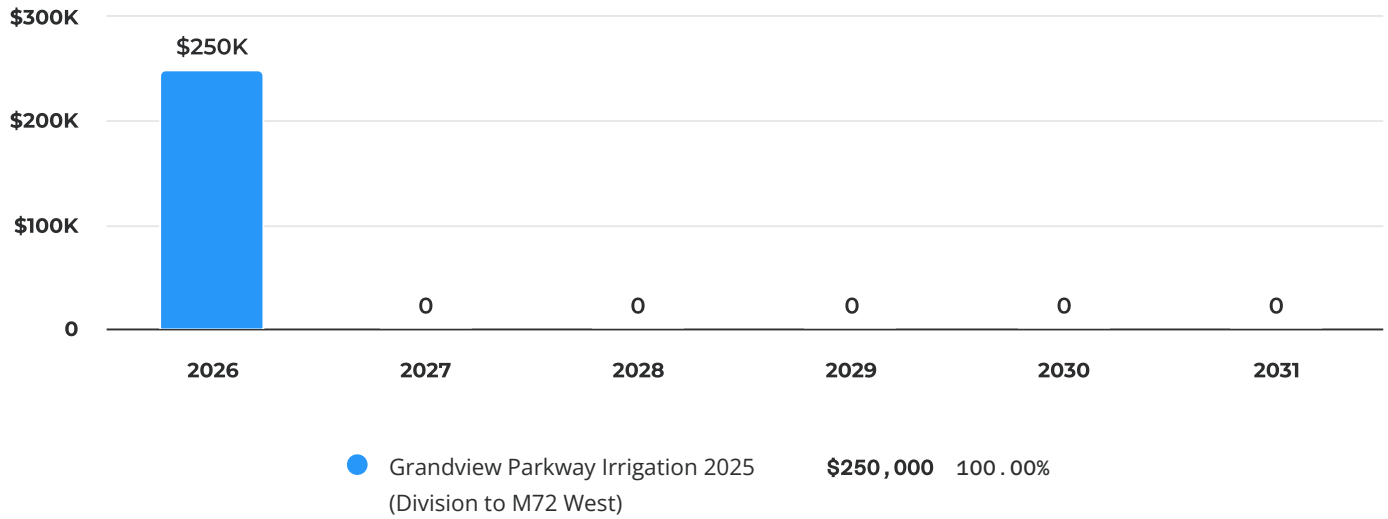 $300K
$250K
$200K
$100K
0 0 0 0 0
0
2026 2027 2028 2029 2030 2031
Grandview Parkway Irrigation 2025 $250,000 100.00%
(Division to M72 West)